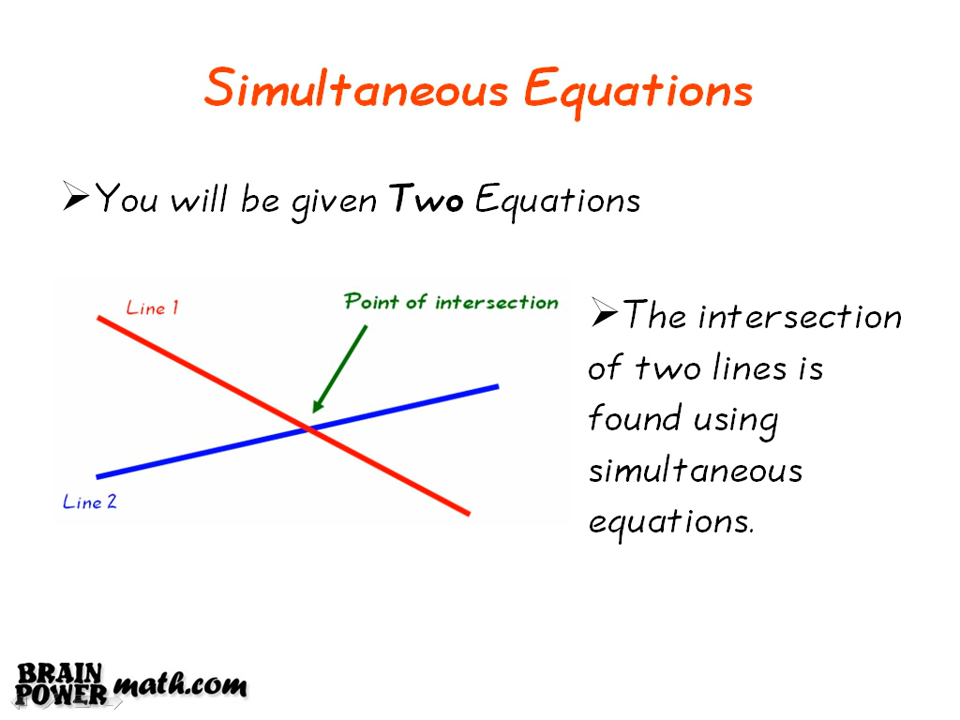 Simultaneous Equations
➢You will be given Two Equations
Line 1
Point of intersection
Line 2
➢The intersection
of two lines is
found using
simultaneous
equations.
BRAIN
POWER math.com